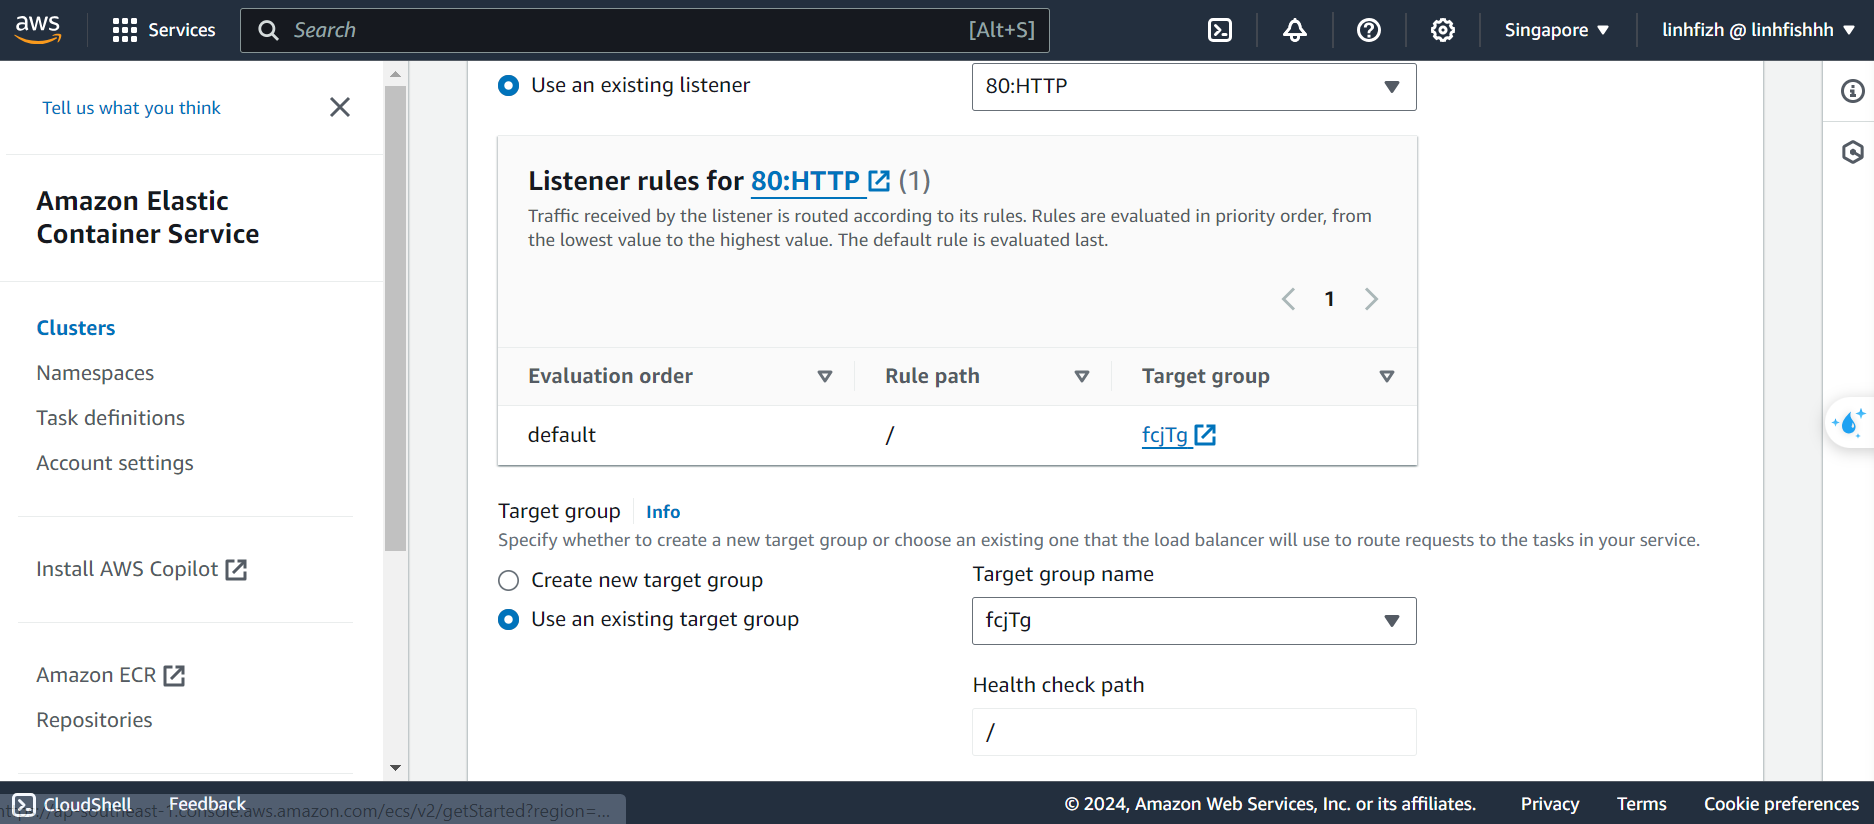 aws
Services
Search
[Alt+S]
Singapore
linhfizh @ linhfishhh
Tell us what you think
Amazon Elastic
Container Service
Clusters
Namespaces
Task definitions
Account settings
Install AWS Copilot
Amazon ECR
Repositories
Use an existing listener
80:HTTP
Listener rules for 80:HTTP (1)
Traffic received by the listener is routed according to its rules. Rules are evaluated in priority order, from
the lowest value to the highest value. The default rule is evaluated last.
1
Evaluation order
Rule path
Target group
default
/
fcjTg
Target group
Info
Specify whether to create a new target group or choose an existing one that the load balancer will use to route requests to the tasks in your service.
Create new target group
Use an existing target group
Target group name
fcjTg
Health check path
/
CloudShell
Feedback
https://ap-southeast-1.console.aws.amazon.com/ecs/v2/getStarted?region=...
© 2024, Amazon Web Services, Inc. or its affiliates.
Privacy
Terms
Cookie preferences